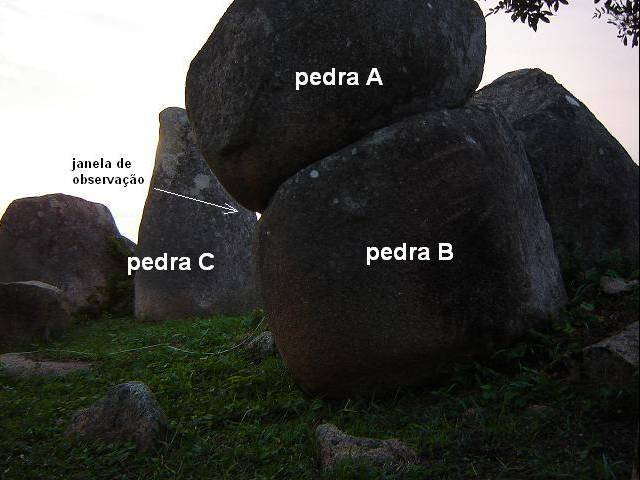 pedra A
janela de
observação
pedra B
pedra C